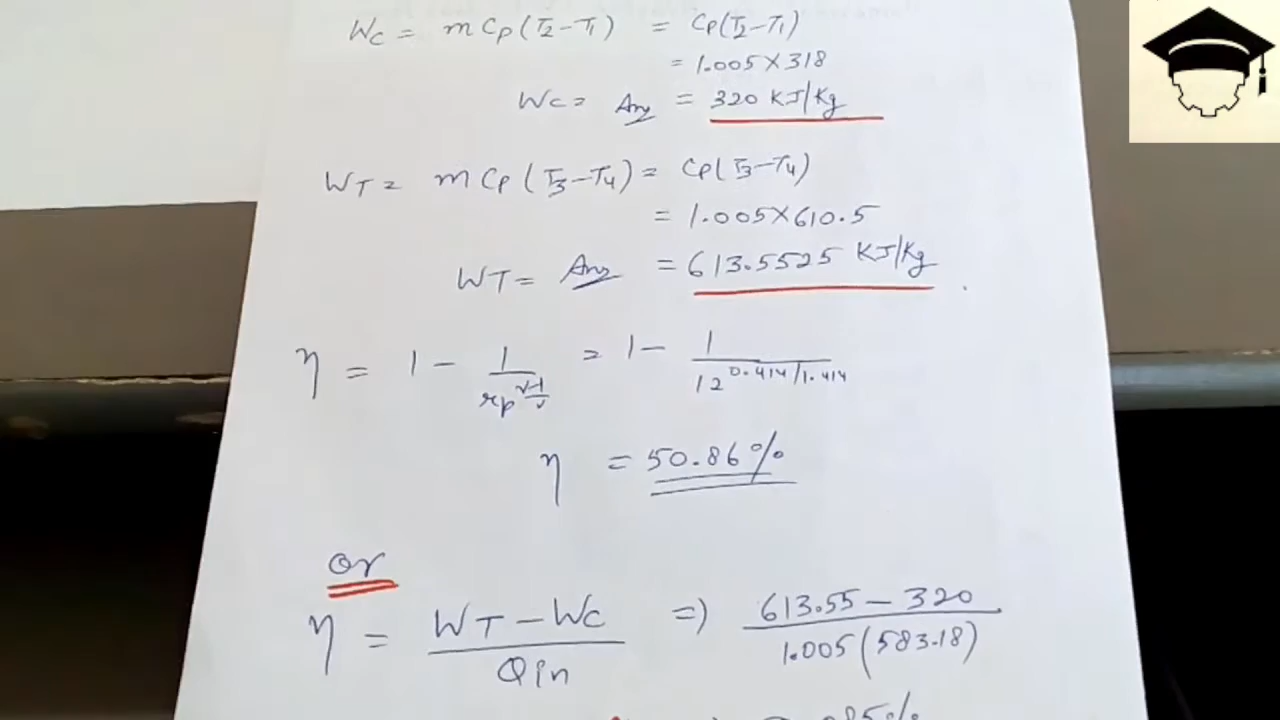 Wc = m Cp (T2-T1) = Cp(T2-T1)
= 1.005 X 318
Wc = Ans = 320 KJ/Kg
WT = m Cp (T3-T4) = Cp(T3-T4)
= 1.005X610.5
WT = Ans = 613.5525 KJ/Kg
η = 1 - 1/rp^(γ-1/γ) = 1 - 1/12^(0.414/1.414)
η = 50.86%
Or
η = WT - Wc / Qin => 613.55 - 320 / 1.005 (583.18)